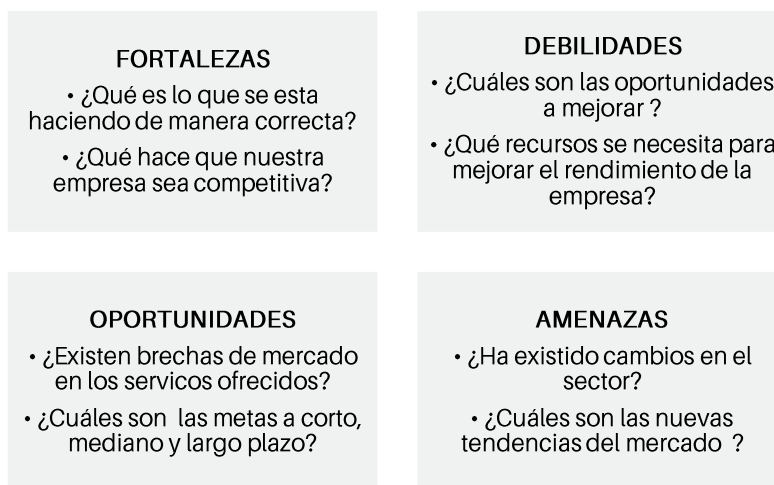 FORTALEZAS
• ¿Qué es lo que se esta
haciendo de manera correcta?
• ¿Qué hace que nuestra
empresa sea competitiva?
DEBILIDADES
• ¿Cuáles son las oportunidades
a mejorar ?
• ¿Qué recursos se necesita para
mejorar el rendimiento de la
empresa?
OPORTUNIDADES
• ¿Existen brechas de mercado
en los servicos ofrecidos?
• ¿Cuáles son  las metas a corto,
mediano y largo plazo?
AMENAZAS
• ¿Ha existido cambios en el
sector?
• ¿Cuáles son las nuevas
tendencias del mercado  ?